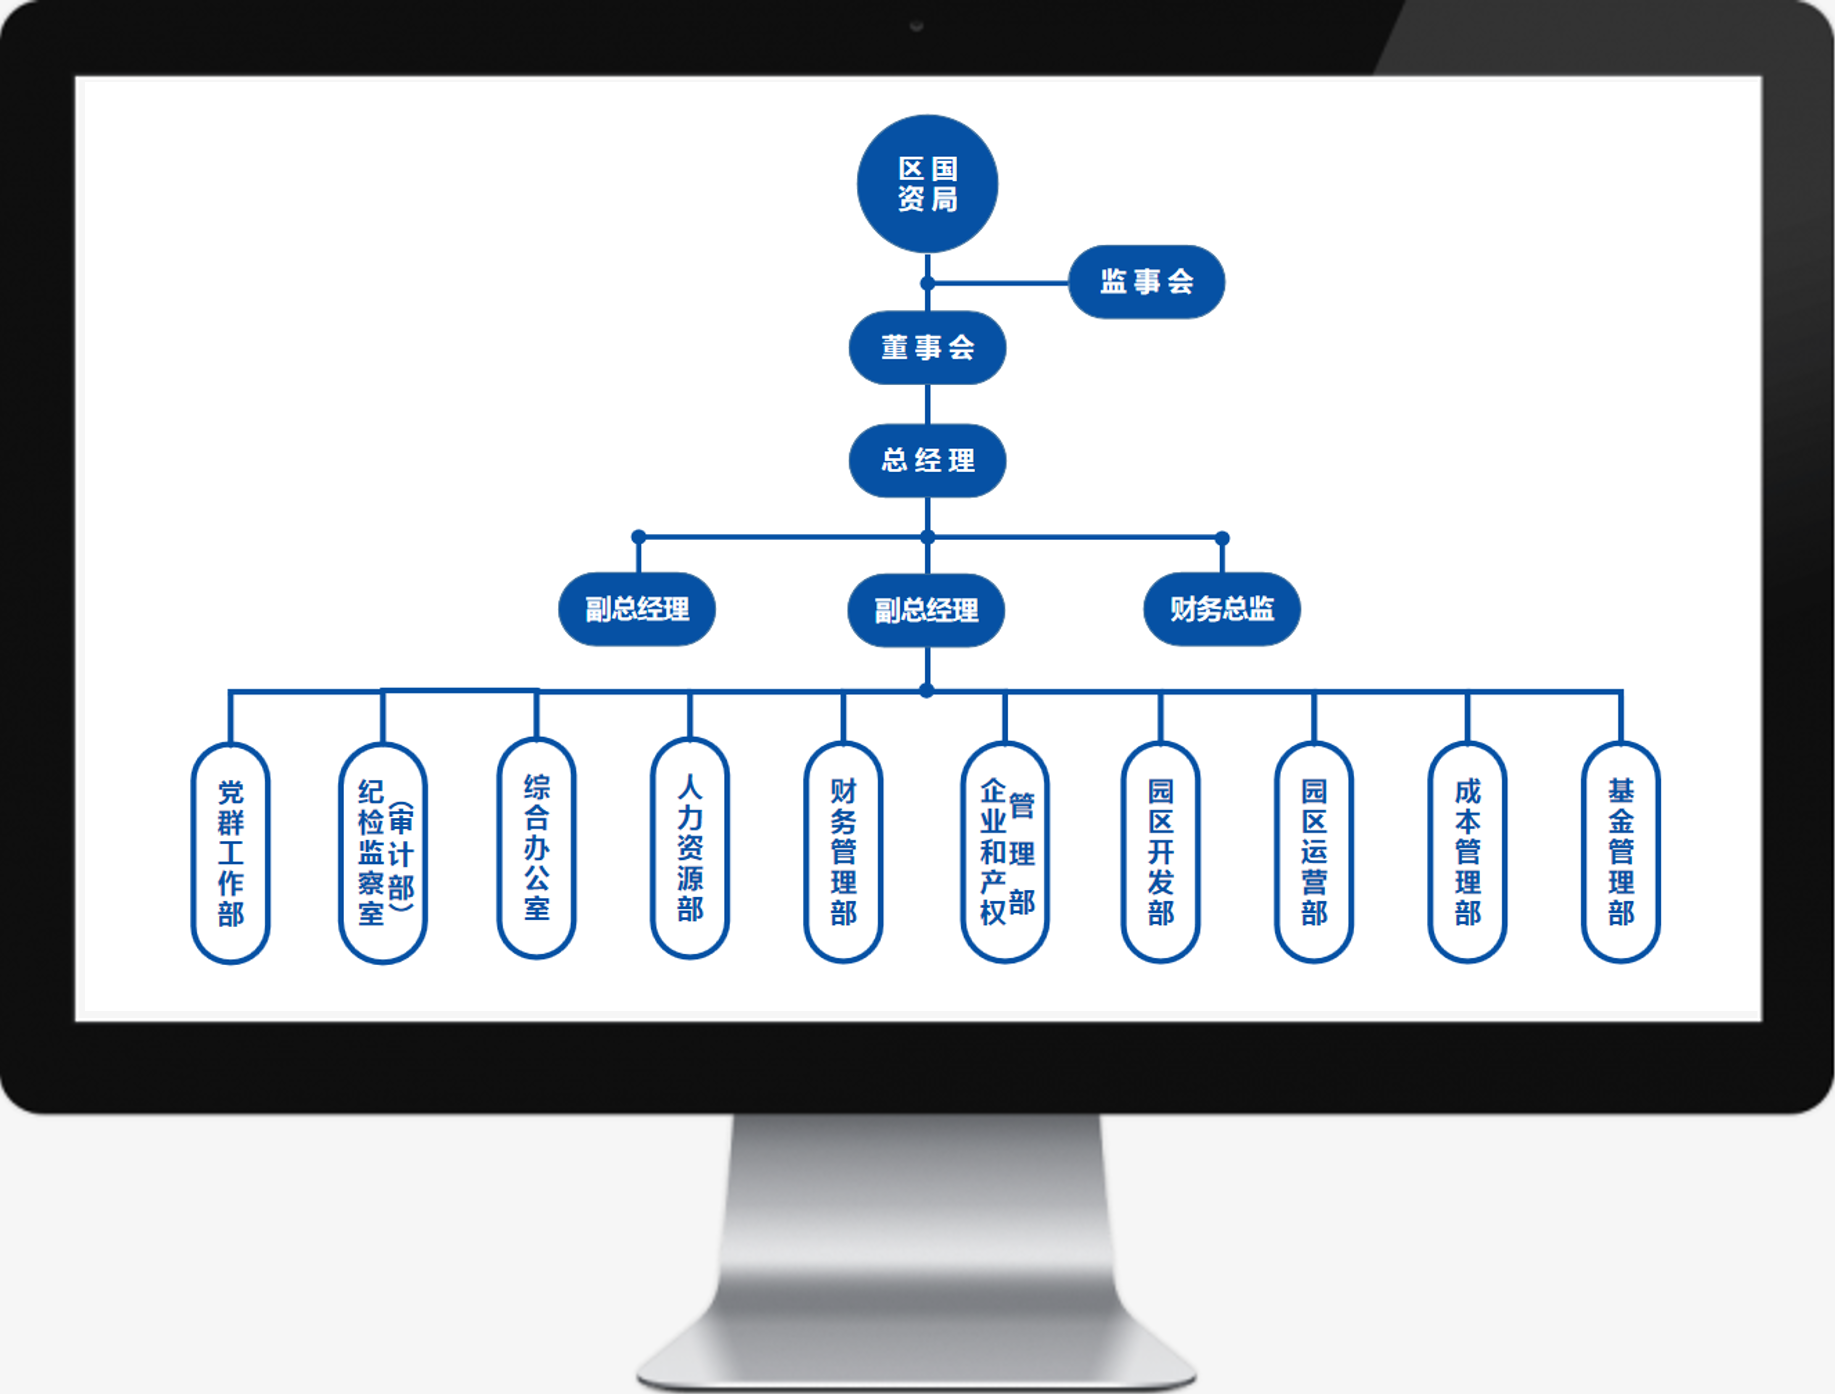 区国
资局
监事会
董事会
总经理
副总经理
副总经理
财务总监
党群工作部
纪检监察室
（审计部）
综合办公室
人力资源部
财务管理部
企业和产权
管理部
园区开发部
园区运营部
成本管理部
基金管理部